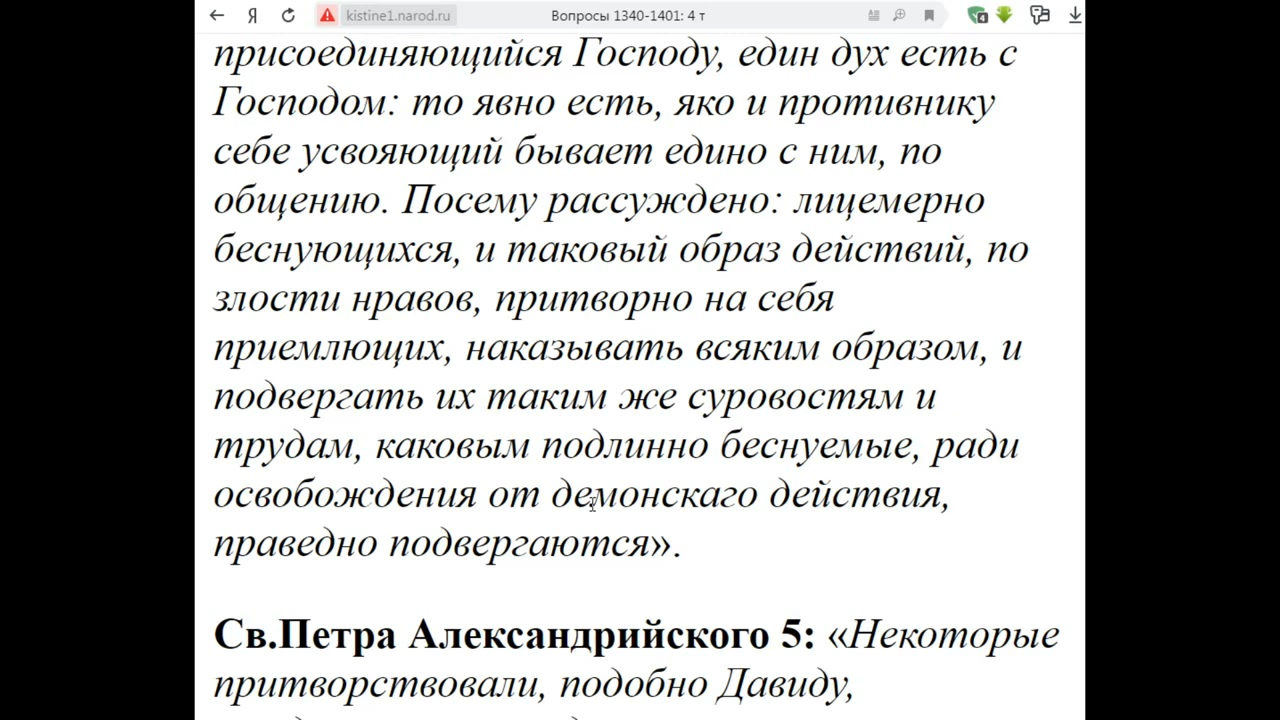 Я
kistine1.narod.ru
Вопросы 1340-1401: 4 т
4
присоединяющийся Господу, един дух есть с
Господом: то явно есть, яко и противнику
себе усвояющий бывает едино с ним, по
общению. Посему рассуждено: лицемерно
беснующихся, и таковый образ действий, по
злости нравов, притворно на себя
приемлющих, наказывать всяким образом, и
подвергать их таким же суровостям и
трудам, каковым подлинно беснуемые, ради
освобождения от демонскаго действия,
праведно подвергаются».
Св.Петра Александрийского 5: «Некоторые
притворствовали, подобно Давиду,